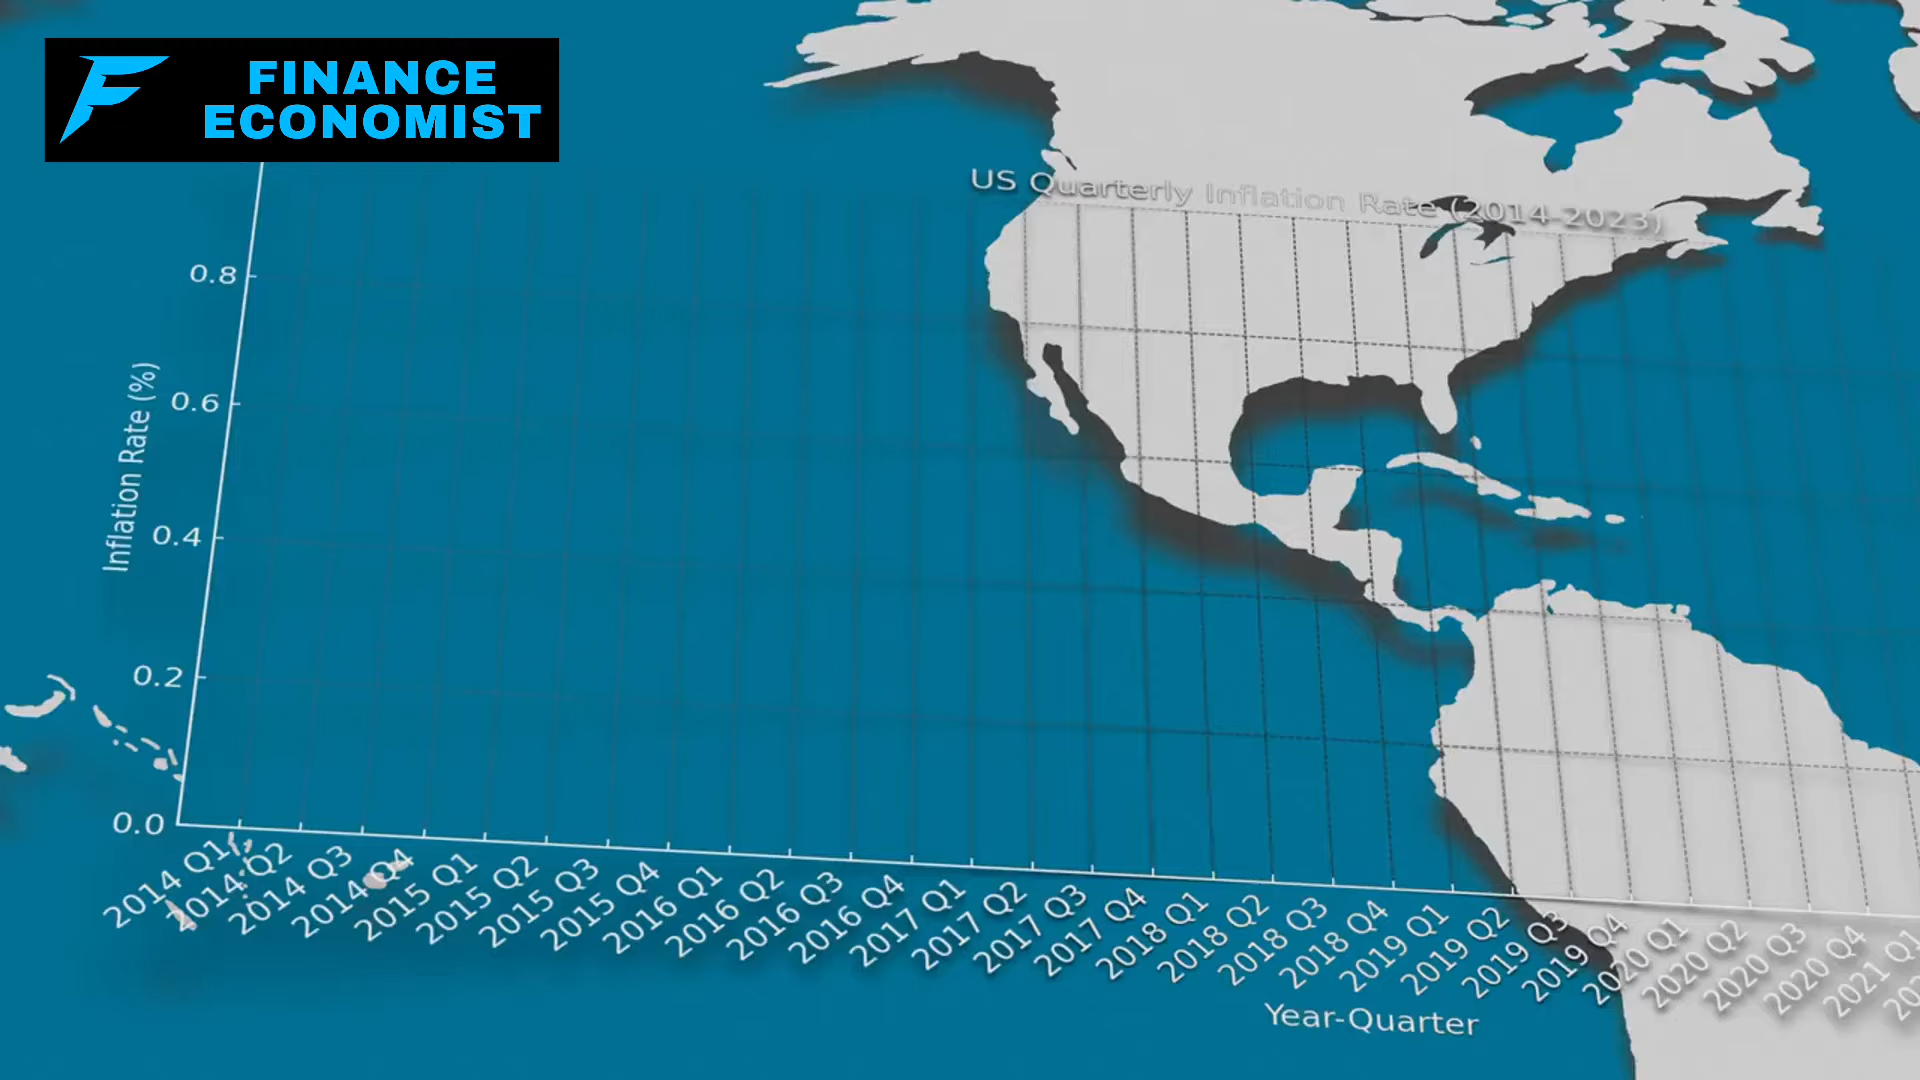 FINANCE
ECONOMIST
US Quarterly Inflation Rate (2014-2023)
Inflation Rate (%)
0.8
0.6
0.4
0.2
0.0
2014 Q1
2014 Q2
2014 Q3
2014 Q4
2015 Q1
2015 Q2
2015 Q3
2015 Q4
2016 Q1
2016 Q2
2016 Q3
2016 Q4
2017 Q1
2017 Q2
2017 Q3
2017 Q4
2018 Q1
2018 Q2
2018 Q3
2018 Q4
2019 Q1
2019 Q2
2019 Q3
2019 Q4
2020 Q1
2020 Q2
2020 Q3
2020 Q4
2021 Q1
Year-Quarter